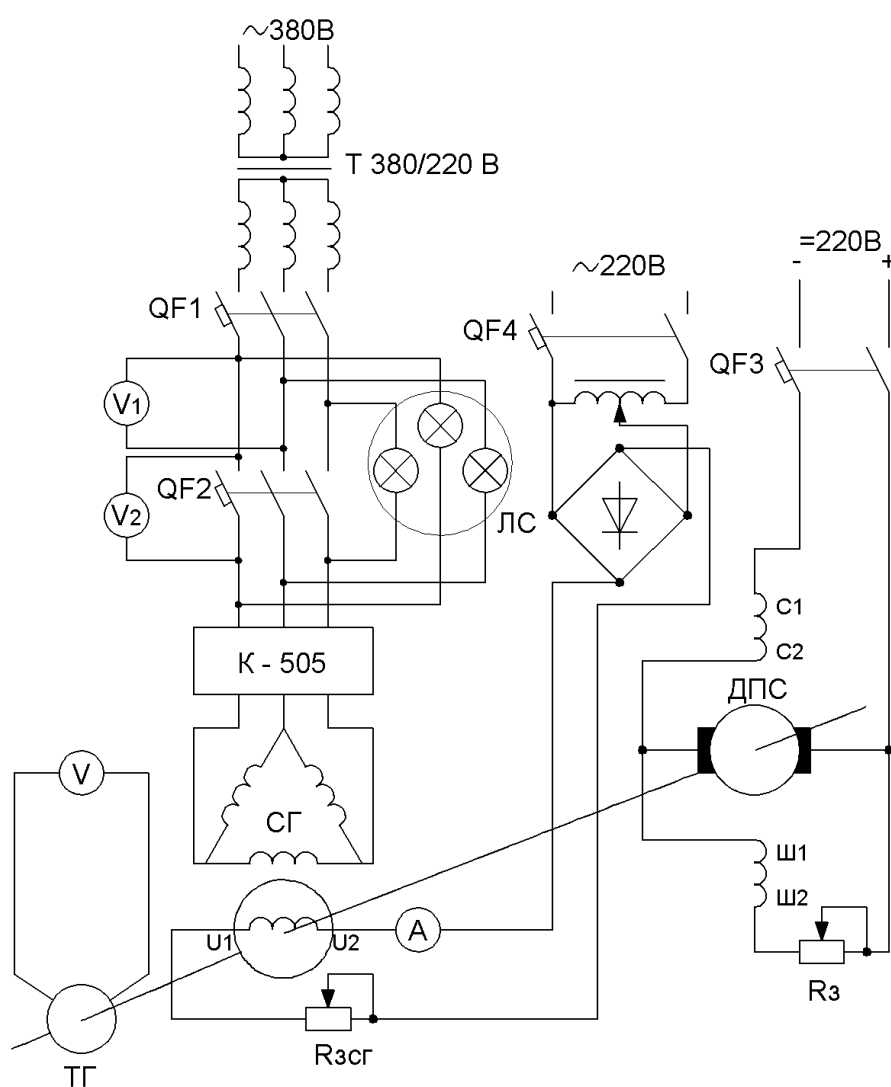 ~380В
Т 380/220 В
=220В
- +
~220В
QF1
QF4
QF3
V1
V2
QF2
ЛС
С1
С2
К - 505
ДПС
V
СГ
Ш1
Ш2
U1 U2
А
Rз
Rзсг
ТГ